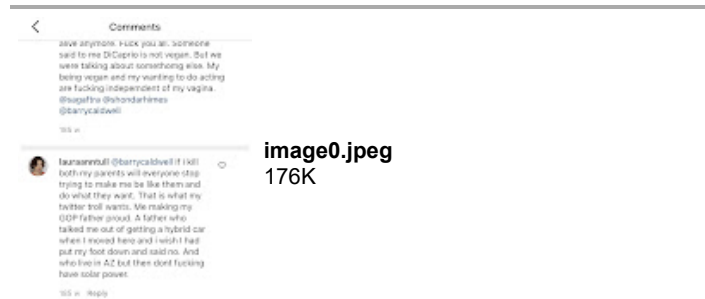 Comments
alive anymore. Fuck you all. Someone
said to me DiCaprio is not vegan. But we
were talking about somethomg else. My
being vegan and my wanting to do acting
are fucking independent of my vagina.
@sagaftra @shondarhimes
@barrycaldwell
165 w
lauraanntull @barrycaldwell if i kill
both my parents will everyone stop
trying to make me be like them and
do what they want. That is what my
twitter troll wants. Me making my
GOP father proud. A father who
talked me out of getting a hybrid car
when I moved here and i wish I had
put my foot down and said no. And
who live in AZ but then dont fucking
have solar power.
165 w Reply
image0.jpeg
176K